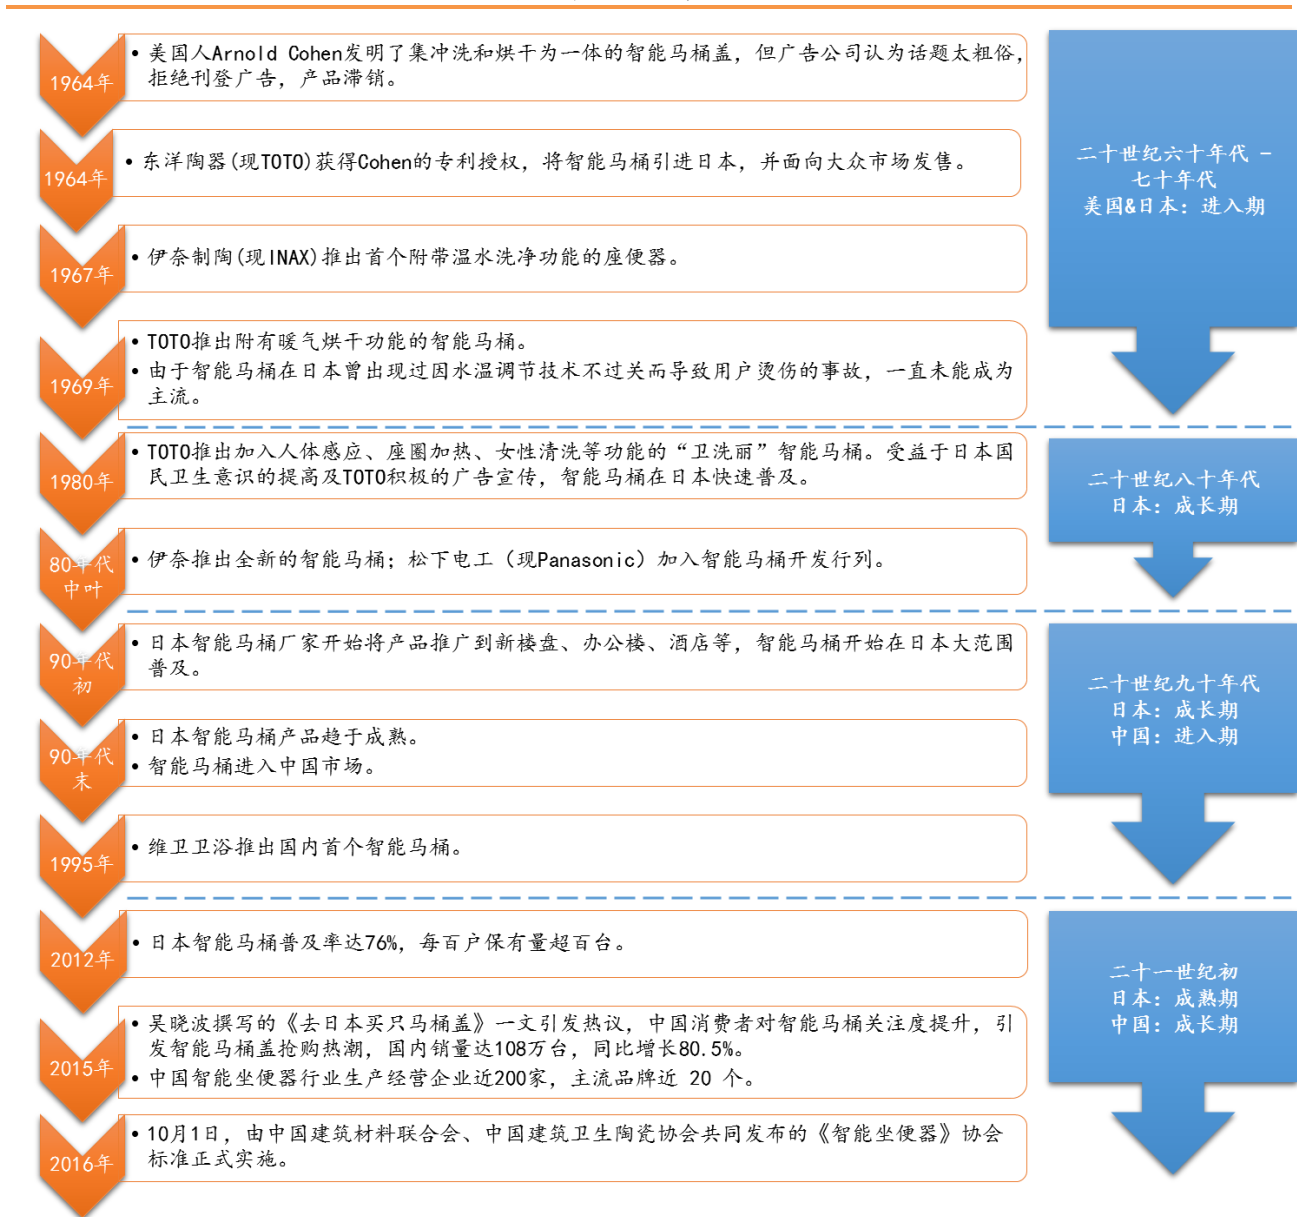 1964年
• 美国人Arnold Cohen发明了集冲洗和烘干为一体的智能马桶盖，但广告公司认为话题太粗俗，
拒绝刊登广告，产品滞销。
1964年
• 东洋陶器(现TOTO)获得Cohen的专利授权，将智能马桶引进日本，并面向大众市场发售。
1967年
• 伊奈制陶(现INAX)推出首个附带温水洗净功能的座便器。
1969年
• TOTO推出附有暖气烘干功能的智能马桶。
• 由于智能马桶在日本曾出现过因水温调节技术不过关而导致用户烫伤的事故，一直未能成为
主流。
二十世纪六十年代 -
七十年代
美国&日本：进入期
1980年
• TOTO推出加入人体感应、座圈加热、女性清洗等功能的“卫洗丽”智能马桶。受益于日本国
民卫生意识的提高及TOTO积极的广告宣传，智能马桶在日本快速普及。
80年代
中叶
• 伊奈推出全新的智能马桶；松下电工（现Panasonic）加入智能马桶开发行列。
二十世纪八十年代
日本：成长期
90年代
初
• 日本智能马桶厂家开始将产品推广到新楼盘、办公楼、酒店等，智能马桶开始在日本大范围
普及。
90年代
末
• 日本智能马桶产品趋于成熟。
• 智能马桶进入中国市场。
1995年
• 维卫卫浴推出国内首个智能马桶。
二十世纪九十年代
日本：成长期
中国：进入期
2012年
• 日本智能马桶普及率达76%，每百户保有量超百台。
2015年
• 吴晓波撰写的《去日本买只马桶盖》一文引发热议，中国消费者对智能马桶关注度提升，引
发智能马桶盖抢购热潮，国内销量达108万台，同比增长80.5%。
• 中国智能坐便器行业生产经营企业近200家，主流品牌近 20 个。
2016年
• 10月1日，由中国建筑材料联合会、中国建筑卫生陶瓷协会共同发布的《智能坐便器》协会
标准正式实施。
二十一世纪初
日本：成熟期
中国：成长期